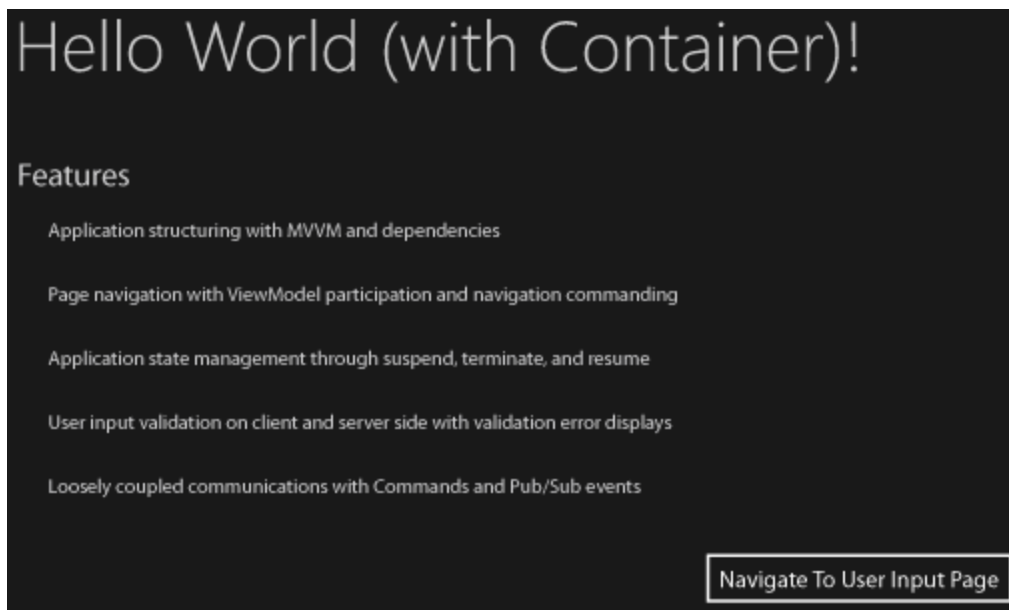 Hello World (with Container)!
Features
Application structuring with MVVM and dependencies
Page navigation with ViewModel participation and navigation commanding
Application state management through suspend, terminate, and resume
User input validation on client and server side with validation error displays
Loosely coupled communications with Commands and Pub/Sub events
Navigate To User Input Page